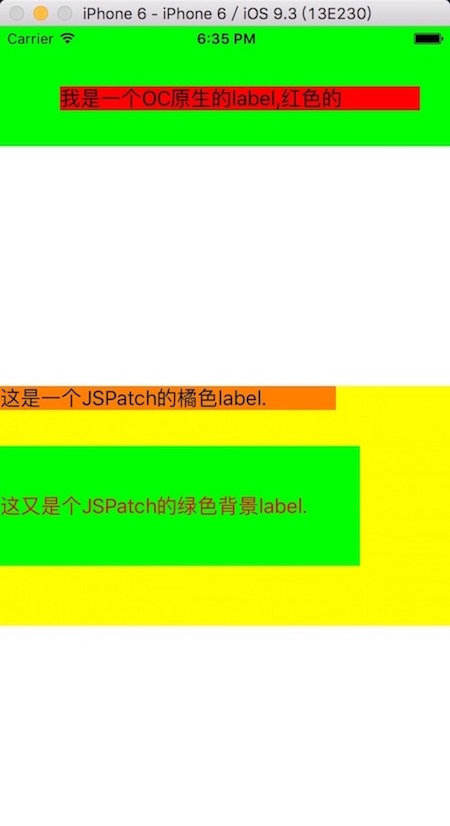 iPhone 6 - iPhone 6 / iOS 9.3 (13E230)
Carrier 6:35 PM
我是一个OC原生的label,红色的
这是一个JSPatch的橘色label.
这又是个JSPatch的绿色背景label.